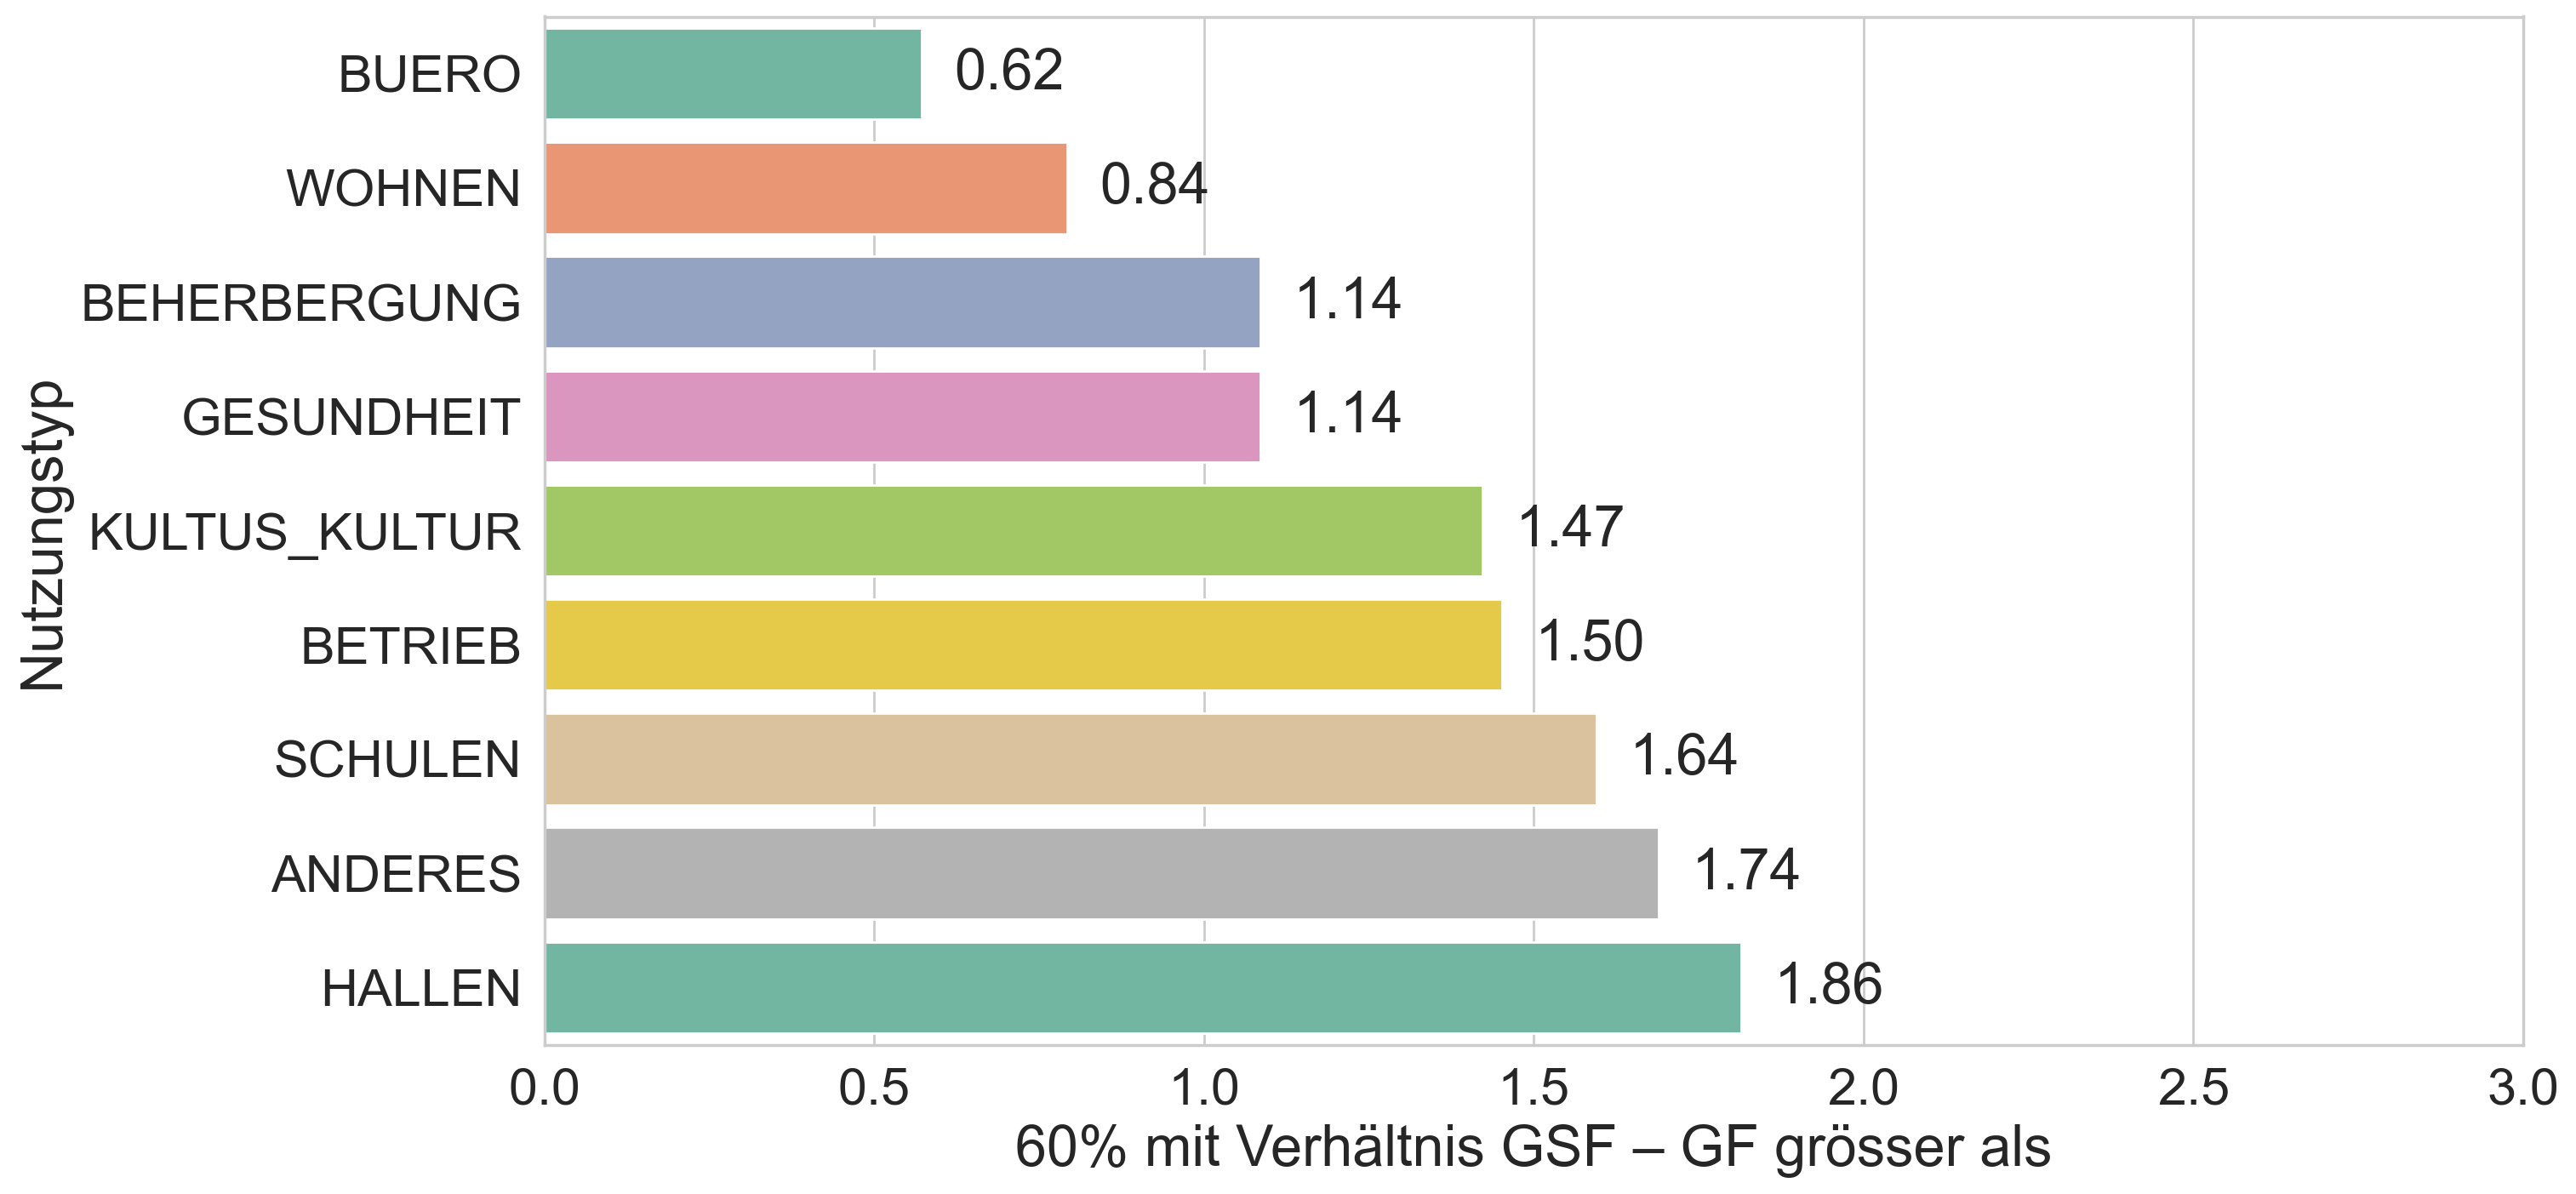 Nutzungstyp
BUERO 0.62
WOHNEN 0.84
BEHERBERGUNG 1.14
GESUNDHEIT 1.14
KULTUS_KULTUR 1.47
BETRIEB 1.50
SCHULEN 1.64
ANDERES 1.74
HALLEN 1.86
0.0 0.5 1.0 1.5 2.0 2.5 3.0
60% mit Verhältnis GSF – GF grösser als